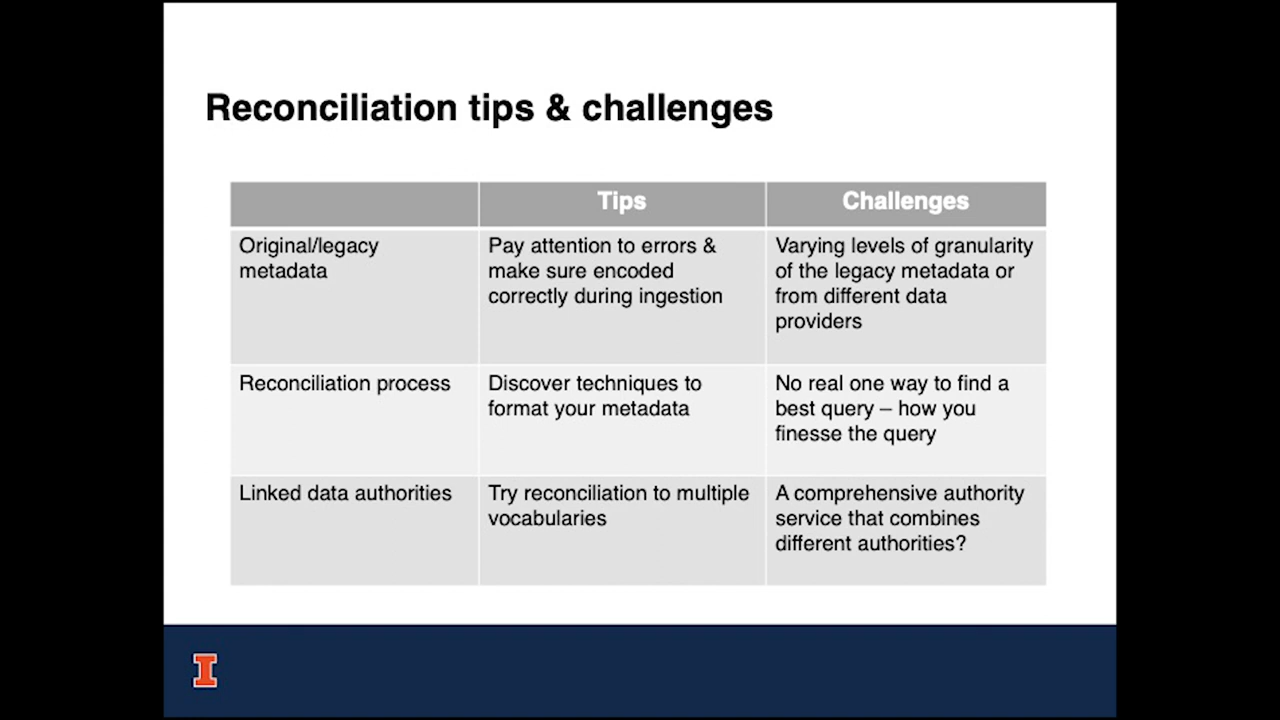 Reconciliation tips & challenges
Tips
Challenges
Original/legacy
metadata
Pay attention to errors &
make sure encoded
correctly during ingestion
Varying levels of granularity
of the legacy metadata or
from different data
providers
Reconciliation process
Discover techniques to
format your metadata
No real one way to find a
best query – how you
finesse the query
Linked data authorities
Try reconciliation to multiple
vocabularies
A comprehensive authority
service that combines
different authorities?
I